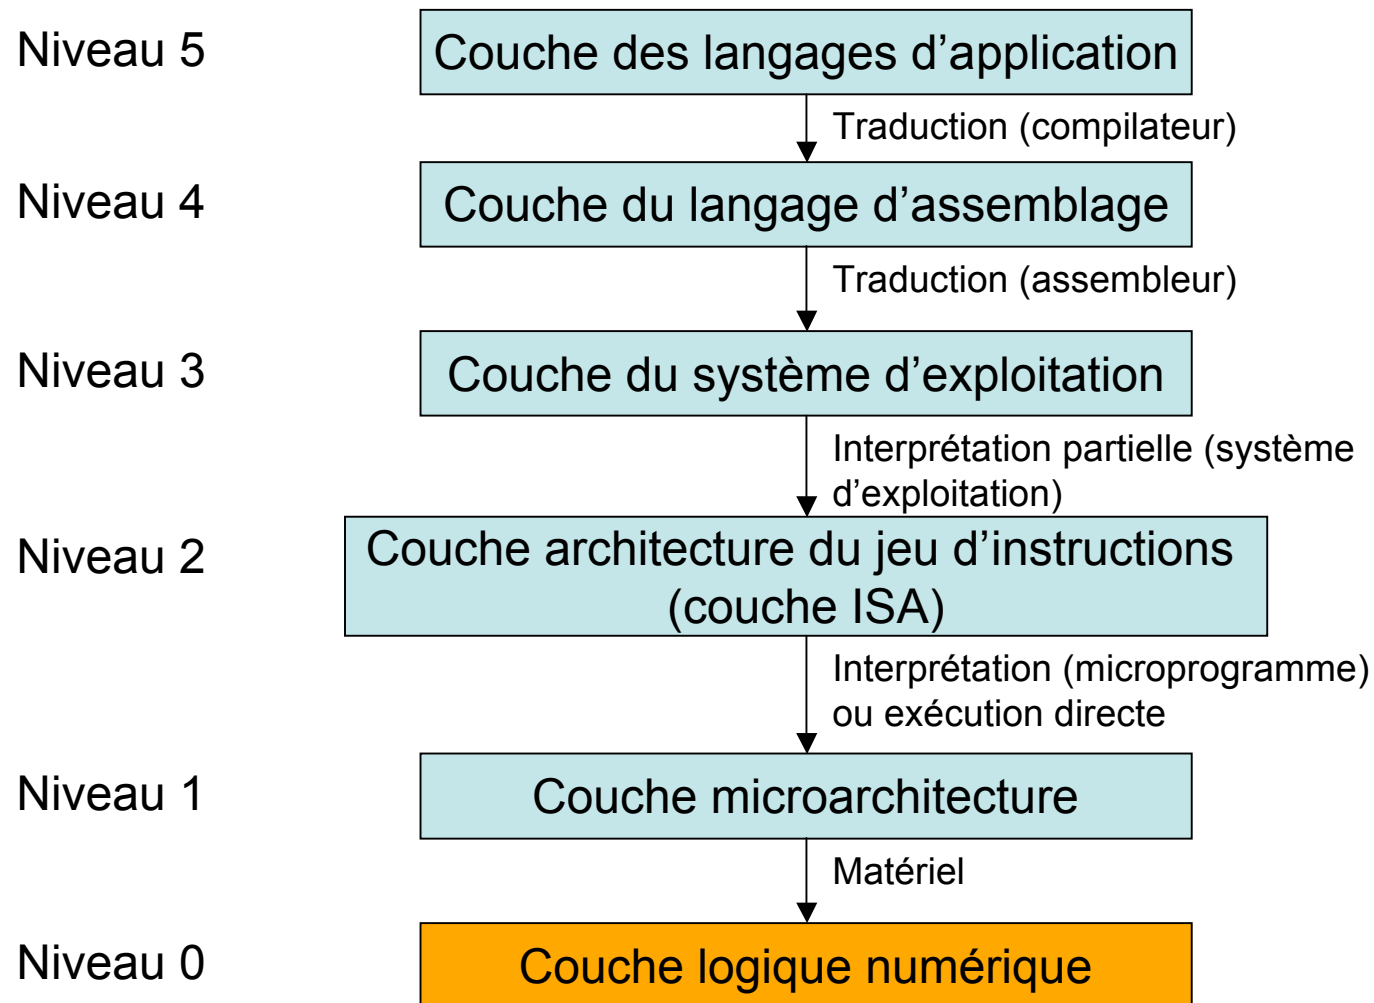 Niveau 5
Couche des langages d’application
Traduction (compilateur)
Niveau 4
Couche du langage d’assemblage
Traduction (assembleur)
Niveau 3
Couche du système d’exploitation
Interprétation partielle (système
d’exploitation)
Niveau 2
Couche architecture du jeu d’instructions
(couche ISA)
Interprétation (microprogramme)
ou exécution directe
Niveau 1
Couche microarchitecture
Matériel
Niveau 0
Couche logique numérique